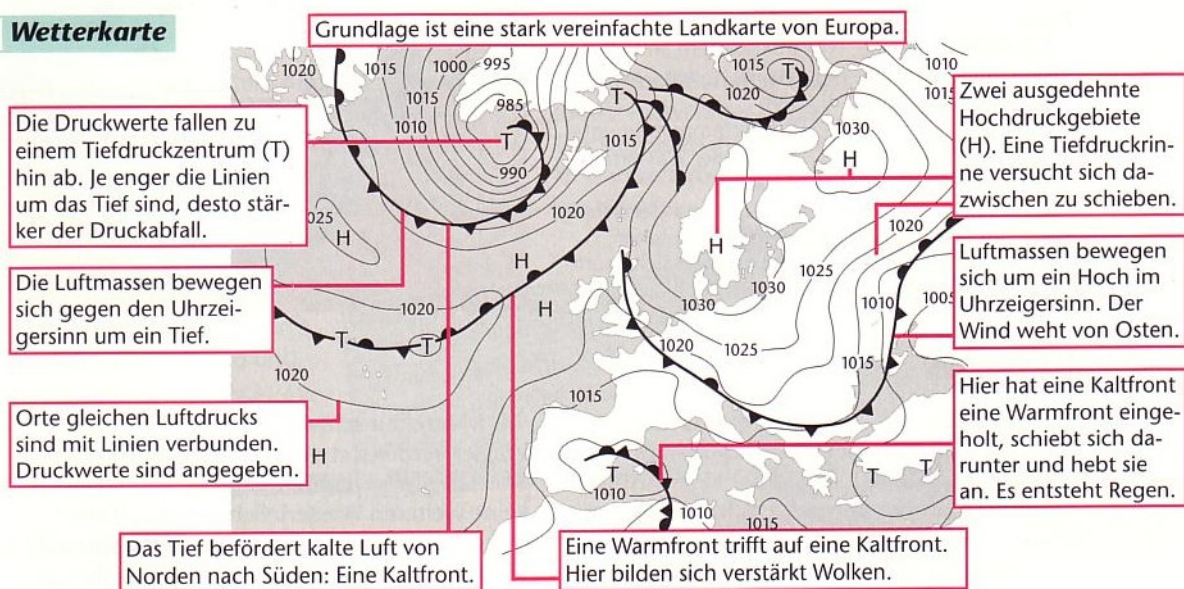 Wetterkarte
Grundlage ist eine stark vereinfachte Landkarte von Europa.
Die Druckwerte fallen zu
einem Tiefdruckzentrum (T)
hin ab. Je enger die Linien
um das Tief sind, desto stär-
ker der Druckabfall.
Die Luftmassen bewegen
sich gegen den Uhrzei-
gersinn um ein Tief.
Orte gleichen Luftdrucks
sind mit Linien verbunden.
Druckwerte sind angegeben.
Das Tief befördert kalte Luft von
Norden nach Süden: Eine Kaltfront.
Eine Warmfront trifft auf eine Kaltfront.
Hier bilden sich verstärkt Wolken.
Zwei ausgedehnte
Hochdruckgebiete
(H). Eine Tiefdruckrin-
ne versucht sich da-
zwischen zu schieben.
Luftmassen bewegen
sich um ein Hoch im
Uhrzeigersinn. Der
Wind weht von Osten.
Hier hat eine Kaltfront
eine Warmfront einge-
holt, schiebt sich da-
runter und hebt sie
an. Es entsteht Regen.
1020
1015
1000
995
1015
1010
985
T
990
1025
H
1020
T
1015
1015
T
1020
1010
1015
1030
H
H
1020
H
H
1030
1030
1025
1020
1010
1005
1020
T
T
1020
1020
1025
1015
1015
H
T
1010
1010
1015
T
T